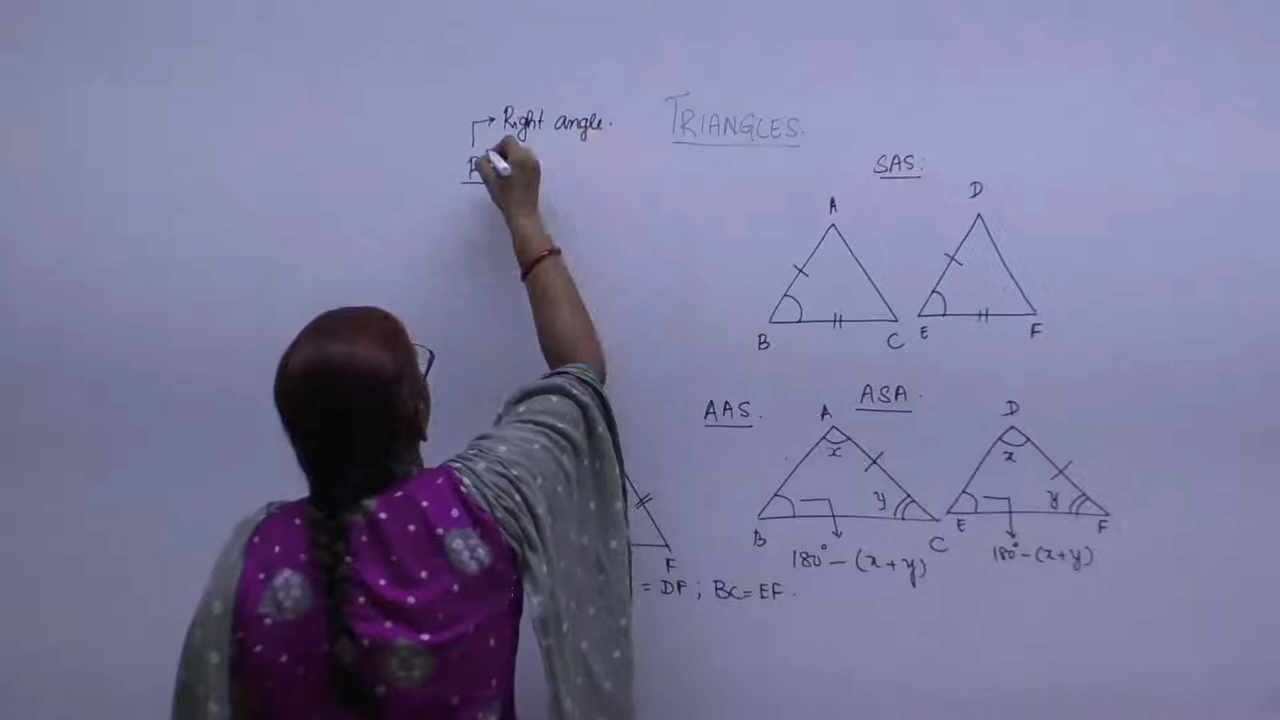 TRIANGLES.
Right angle.
SAS:
A
D
B
C
E
F
AAS.
ASA.
A
D
x
x
y
y
B
C
E
F
180° – (x+y)
180° – (x+y)
F
= DF ; BC = EF.